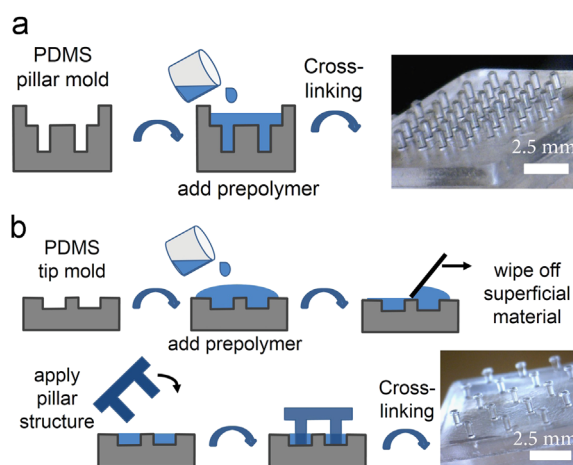 a
PDMS
pillar mold
add prepolymer
Cross-
linking
2.5 mm
b
PDMS
tip mold
add prepolymer
wipe off
superficial
material
apply
pillar
structure
Cross-
linking
2.5 mm